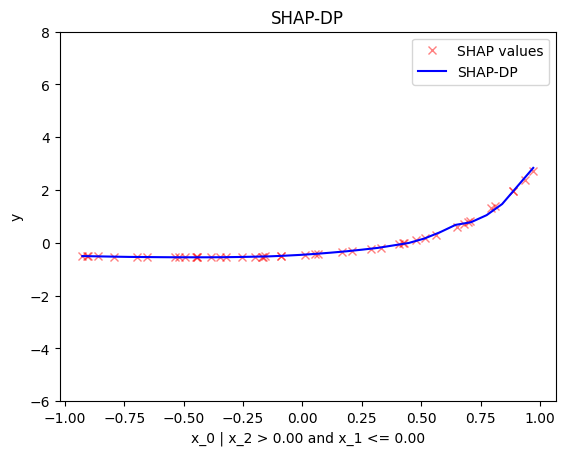 SHAP-DP
8
6
4
2
0
−2
−4
−6
y
SHAP values
SHAP-DP
−1.00 −0.75 −0.50 −0.25 0.00 0.25 0.50 0.75 1.00
x_0 | x_2 > 0.00 and x_1 <= 0.00